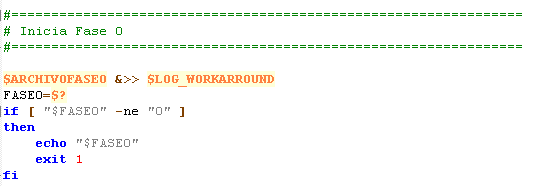 #==========================================================
# Inicia Fase 0
#==========================================================
$ARCHIVOFASE0 &>> $LOG_WORKARROUND
FASE0=$?
if [ "$FASE0" -ne "0" ]
then
    echo "$FASE0"
    exit 1
fi